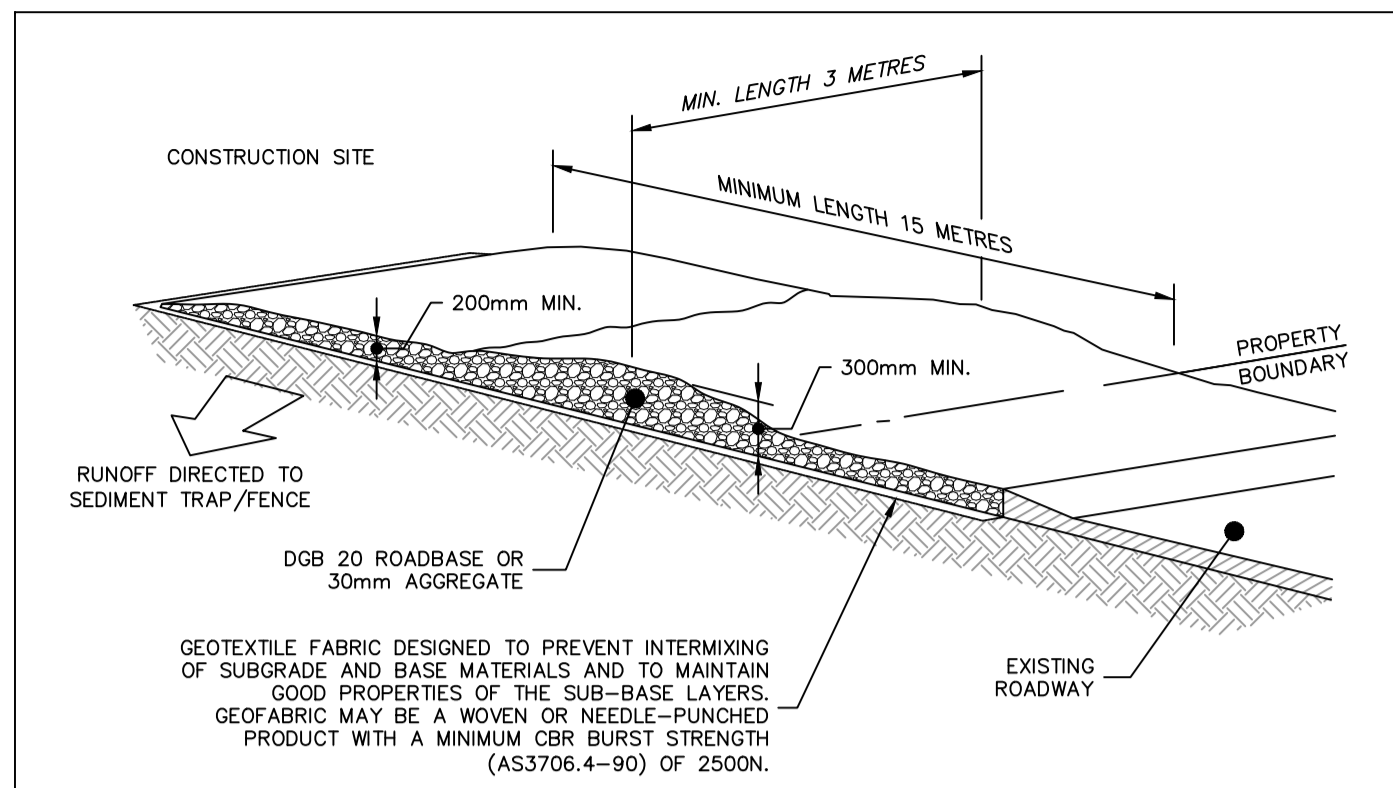 MIN. LENGTH 3 METRES
CONSTRUCTION SITE
MINIMUM LENGTH 15 METRES
200mm MIN.
300mm MIN.
PROPERTY
BOUNDARY
RUNOFF DIRECTED TO
SEDIMENT TRAP/FENCE
DGB 20 ROADBASE OR
30mm AGGREGATE
GEOTEXTILE FABRIC DESIGNED TO PREVENT INTERMIXING
OF SUBGRADE AND BASE MATERIALS AND TO MAINTAIN
GOOD PROPERTIES OF THE SUB-BASE LAYERS.
GEOFABRIC MAY BE A WOVEN OR NEEDLE-PUNCHED
PRODUCT WITH A MINIMUM CBR BURST STRENGTH
(AS3706.4-90) OF 2500N.
EXISTING
ROADWAY